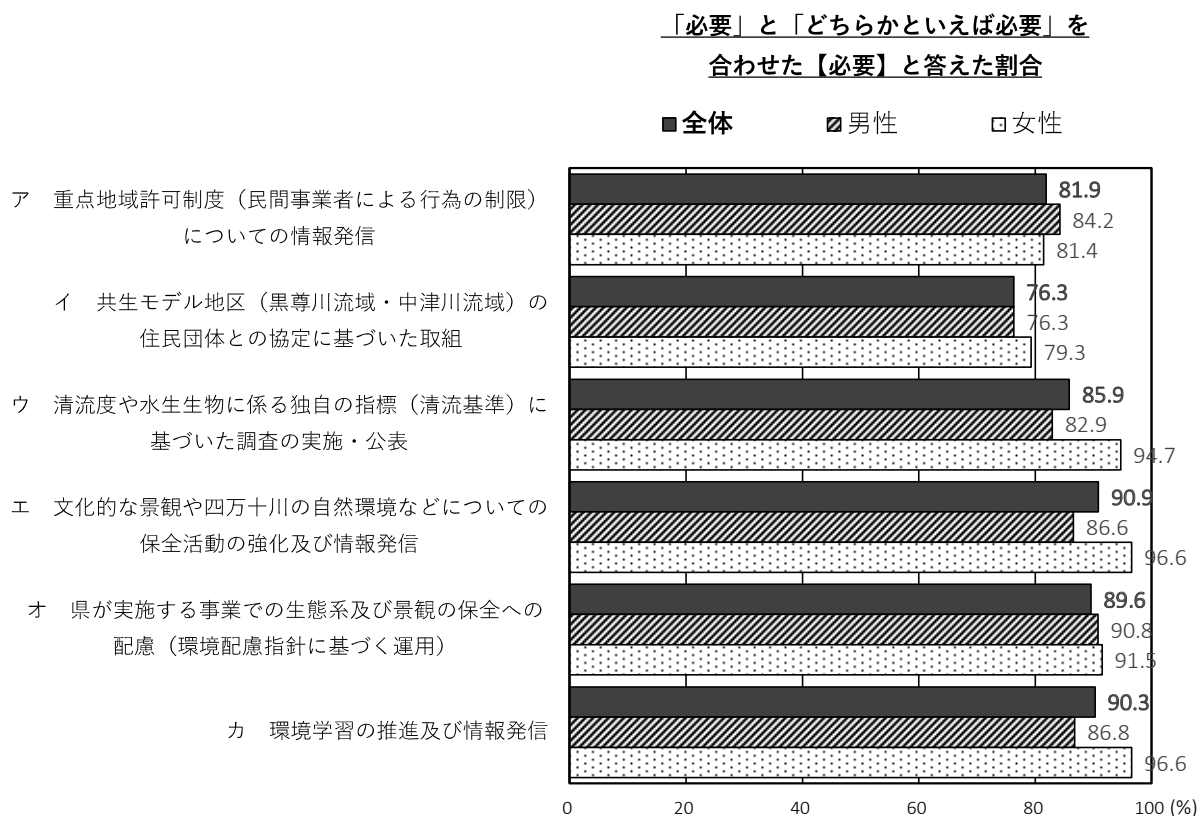 「必要」と「どちらかといえば必要」を
合わせた【必要】と答えた割合
全体 男性 女性
ア 重点地域許可制度（民間事業者による行為の制限）
についての情報発信
81.9
84.2
81.4
イ 共生モデル地区（黒尊川流域・中津川流域）の
住民団体との協定に基づいた取組
76.3
76.3
79.3
ウ 清流度や水生生物に係る独自の指標（清流基準）に
基づいた調査の実施・公表
85.9
82.9
94.7
エ 文化的な景観や四万十川の自然環境などについての
保全活動の強化及び情報発信
90.9
86.6
96.6
オ 県が実施する事業での生態系及び景観の保全への
配慮（環境配慮指針に基づく運用）
89.6
90.8
91.5
カ 環境学習の推進及び情報発信
90.3
86.8
96.6
0 20 40 60 80 100 (%)